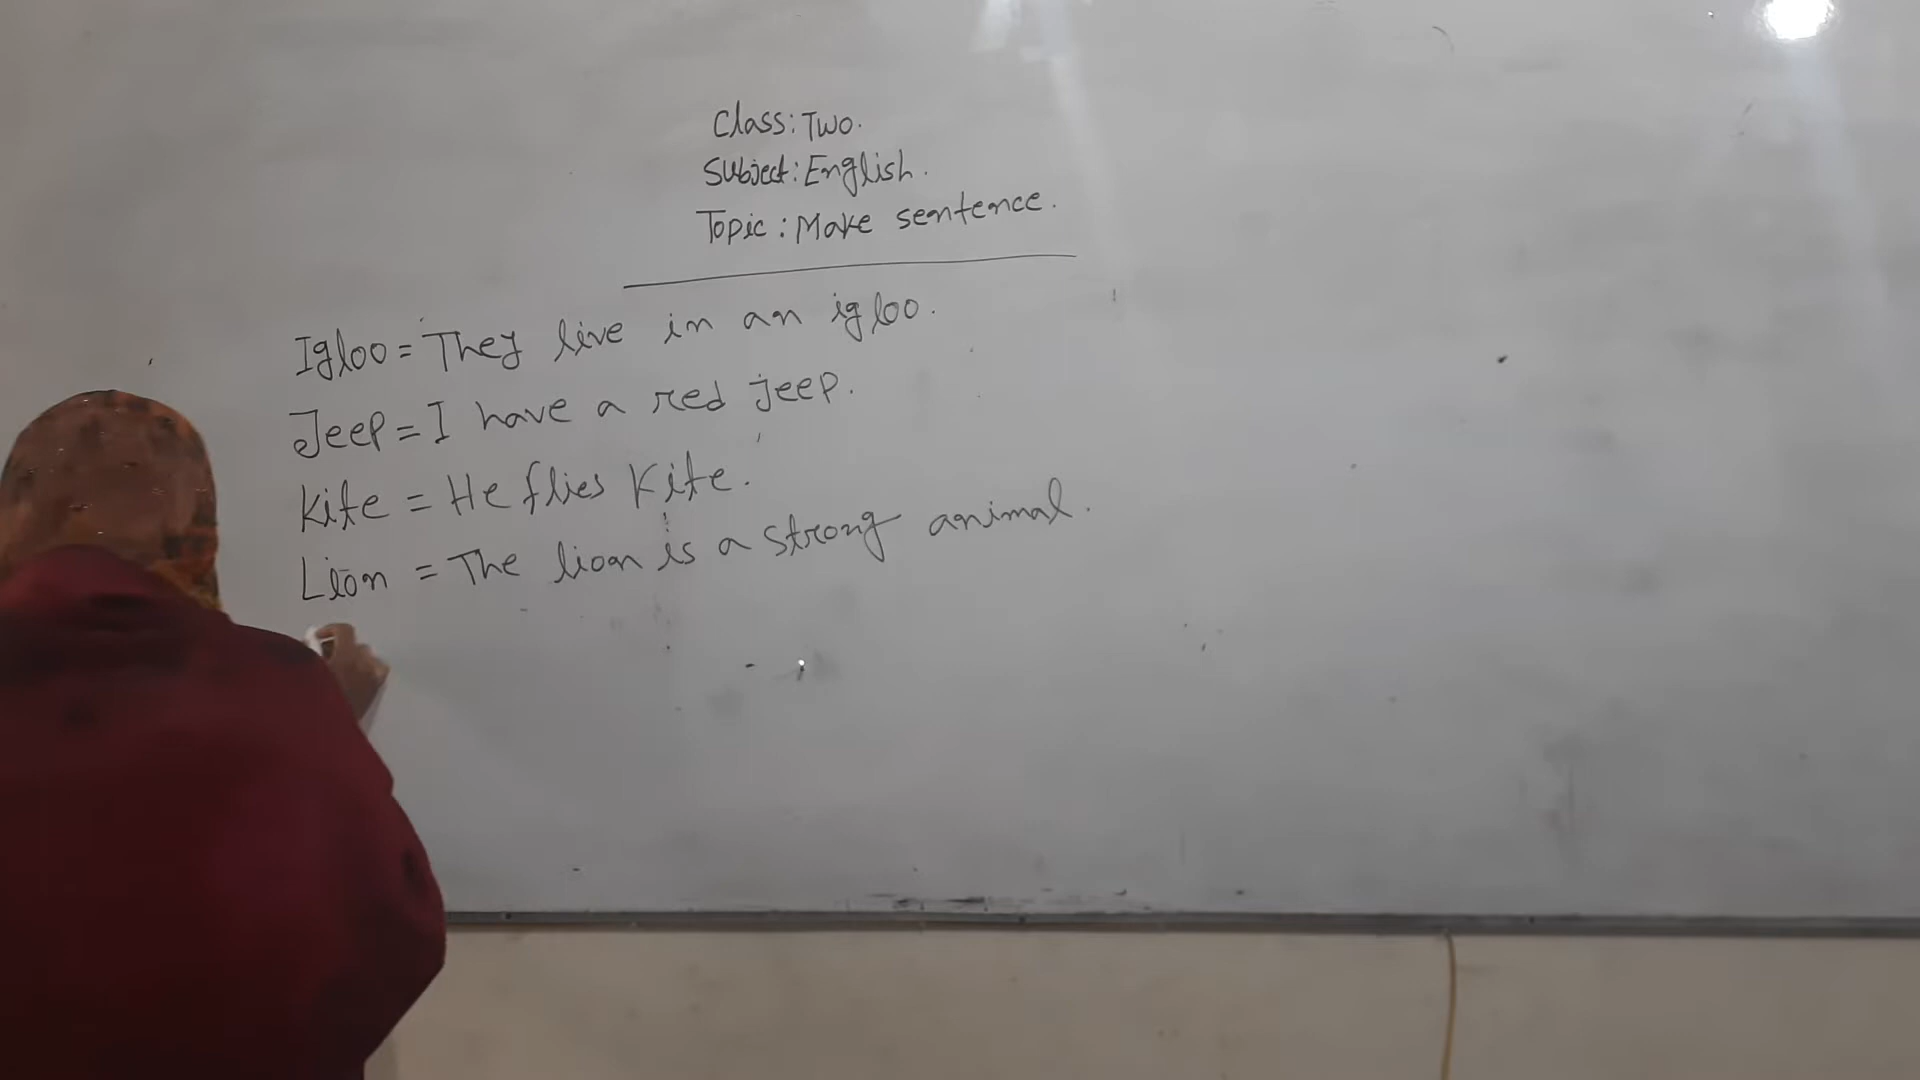 Class: Two.
Subject: English.
Topic: Make sentence.
Igloo = They live in an igloo.
Jeep = I have a red jeep.
Kite = He flies Kite.
Lion = The lion is a strong animal.